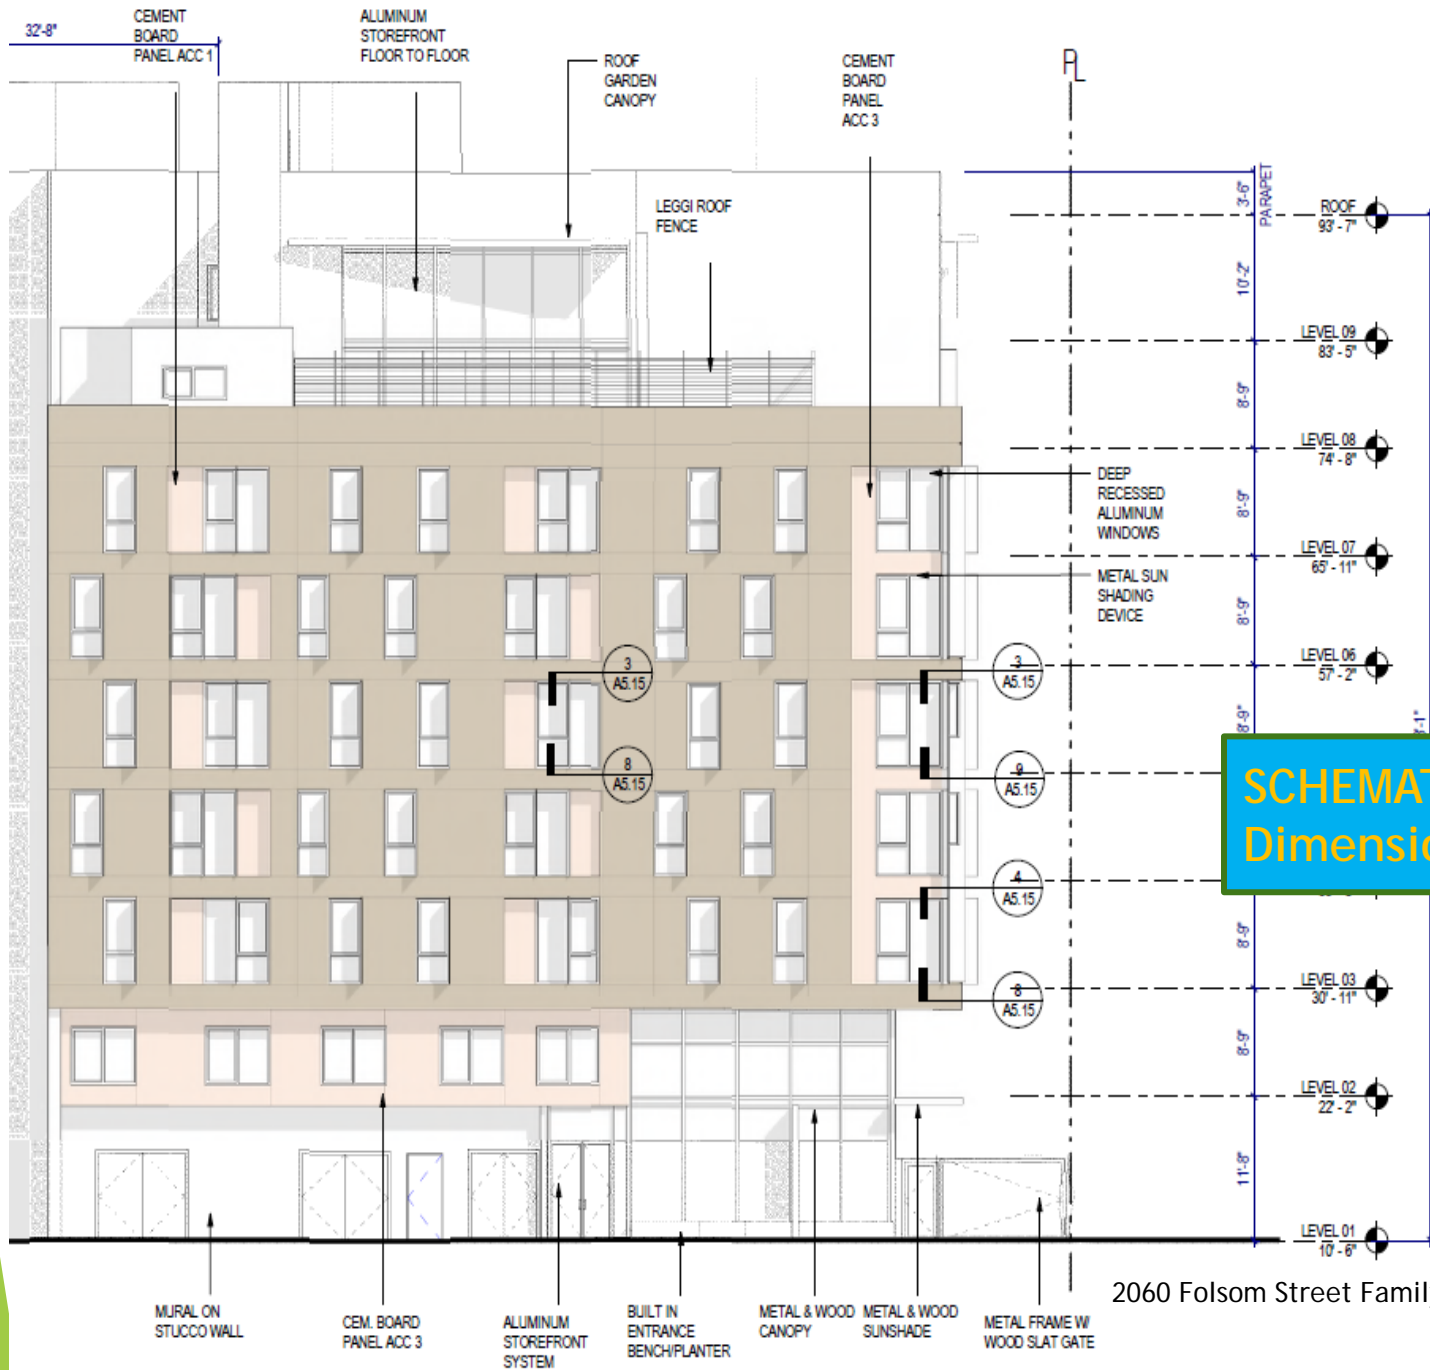 32'-8"
CEMENT
BOARD
PANEL ACC 1
ALUMINUM
STOREFRONT
FLOOR TO FLOOR
ROOF
GARDEN
CANOPY
CEMENT
BOARD
PANEL
ACC 3
PL
LEGGI ROOF
FENCE
3'-6"
PARAPET
ROOF
93' - 7"
10'-2"
LEVEL 09
83' - 5"
8'-9"
LEVEL 08
74' - 8"
DEEP
RECESSED
ALUMINUM
WINDOWS
8'-9"
LEVEL 07
65' - 11"
METAL SUN
SHADING
DEVICE
8'-9"
LEVEL 06
57' - 2"
3
A5.15
3
A5.15
8'-9"
8
A5.15
9
A5.15
SCHEMAT
Dimensio
4
A5.15
8'-9"
LEVEL 03
30' - 11"
8
A5.15
8'-9"
LEVEL 02
22' - 2"
11'-8"
LEVEL 01
10' - 6"
2060 Folsom Street Famil
MURAL ON
STUCCO WALL
CEM. BOARD
PANEL ACC 3
ALUMINUM
STOREFRONT
SYSTEM
BUILT IN
ENTRANCE
BENCH/PLANTER
METAL & WOOD
CANOPY
METAL & WOOD
SUNSHADE
METAL FRAME W/
WOOD SLAT GATE